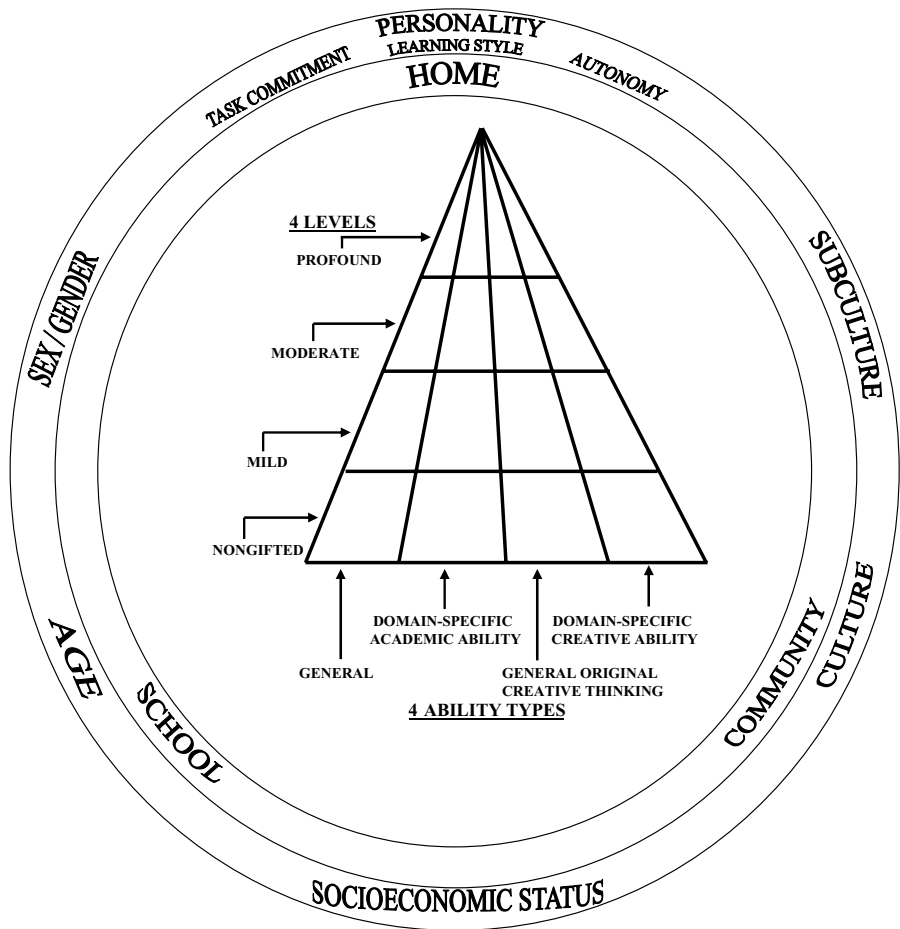 PERSONALITY
LEARNING STYLE
TASK COMMITMENT
AUTONOMY
HOME
4 LEVELS
PROFOUND
SEX / GENDER
SUBCULTURE
MODERATE
MILD
NONGIFTED
DOMAIN-SPECIFIC
ACADEMIC ABILITY
DOMAIN-SPECIFIC
CREATIVE ABILITY
GENERAL
GENERAL ORIGINAL
CREATIVE THINKING
4 ABILITY TYPES
AGE
SCHOOL
COMMUNITY
CULTURE
SOCIOECONOMIC STATUS